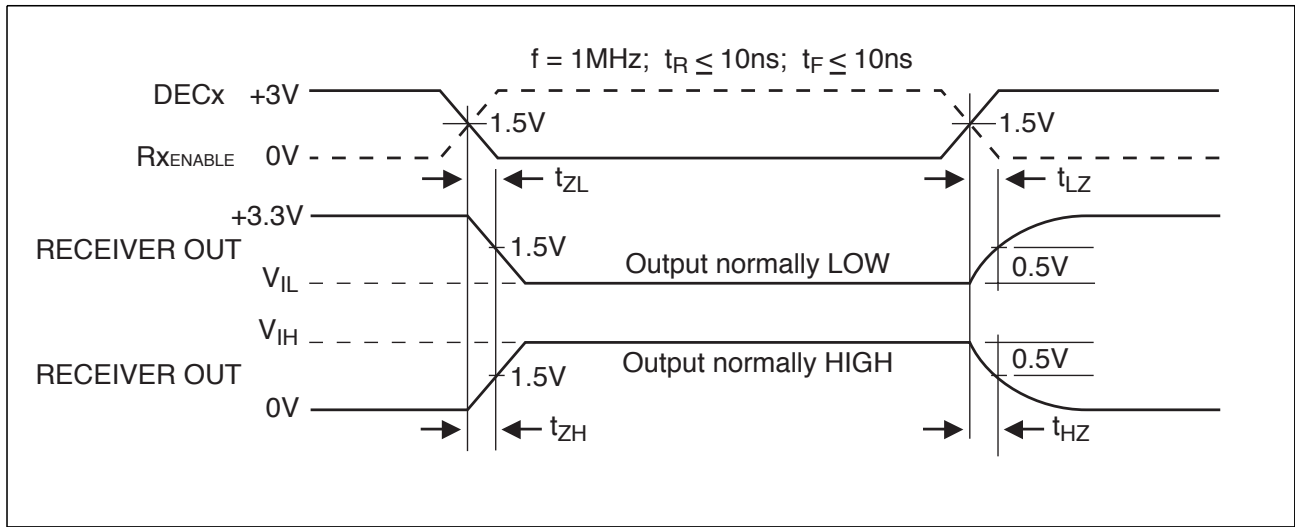 f = 1MHz; tR ≤ 10ns; tF ≤ 10ns
DECx +3V
1.5V
1.5V
RxENABLE 0V
tZL
tLZ
+3.3V
RECEIVER OUT
1.5V
Output normally LOW
0.5V
VIL
VIH
Output normally HIGH
0.5V
RECEIVER OUT
1.5V
0V
tZH
tHZ